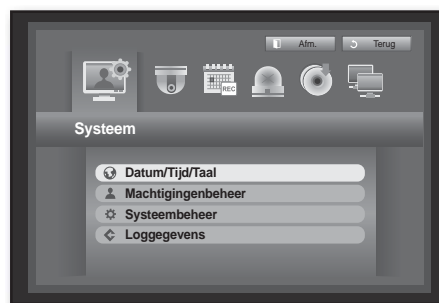 Afm. Terug
REC
Systeem
Datum/Tijd/Taal
Machtigingenbeheer
Systeembeheer
Loggegevens